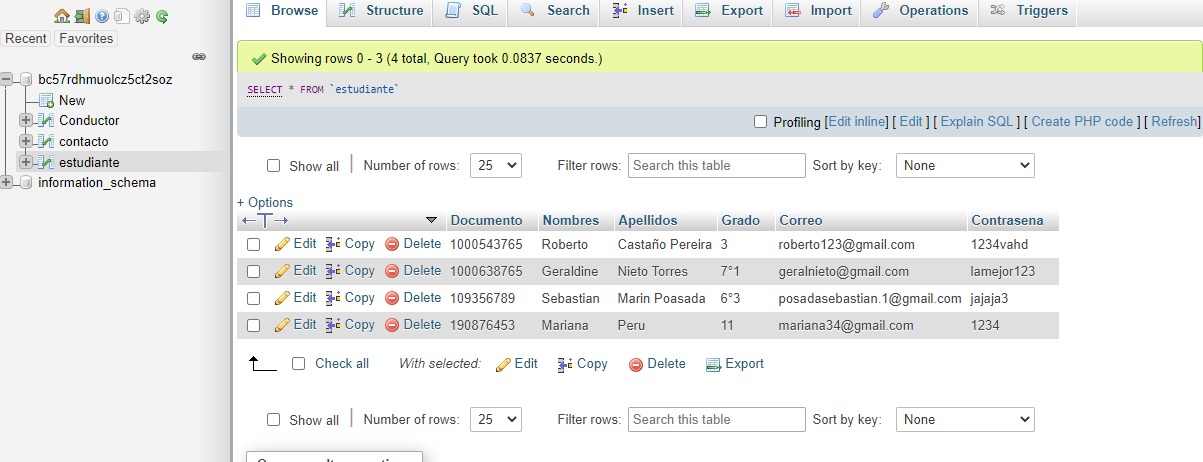 Browse Structure SQL Search Insert Export Import Operations Triggers
Recent Favorites
bc57rdhmuolcz5ct2soz
New
Conductor
contacto
estudiante
information_schema
Showing rows 0 - 3 (4 total, Query took 0.0837 seconds.)
SELECT * FROM `estudiante`
Profiling [Edit inline] [ Edit ] [ Explain SQL ] [ Create PHP code ] [ Refresh]
Show all | Number of rows: 25 Filter rows: Search this table Sort by key: None
+ Options
←T→ Documento Nombres Apellidos Grado Correo Contrasena
Edit Copy Delete 1000543765 Roberto Castaño Pereira 3 roberto123@gmail.com 1234vahd
Edit Copy Delete 1000638765 Geraldine Nieto Torres 7°1 geralnieto@gmail.com lamejor123
Edit Copy Delete 109356789 Sebastian Marin Poasada 6°3 posadasebastian.1@gmail.com jajaja3
Edit Copy Delete 190876453 Mariana Peru 11 mariana34@gmail.com 1234
Check all With selected: Edit Copy Delete Export
Show all | Number of rows: 25 Filter rows: Search this table Sort by key: None